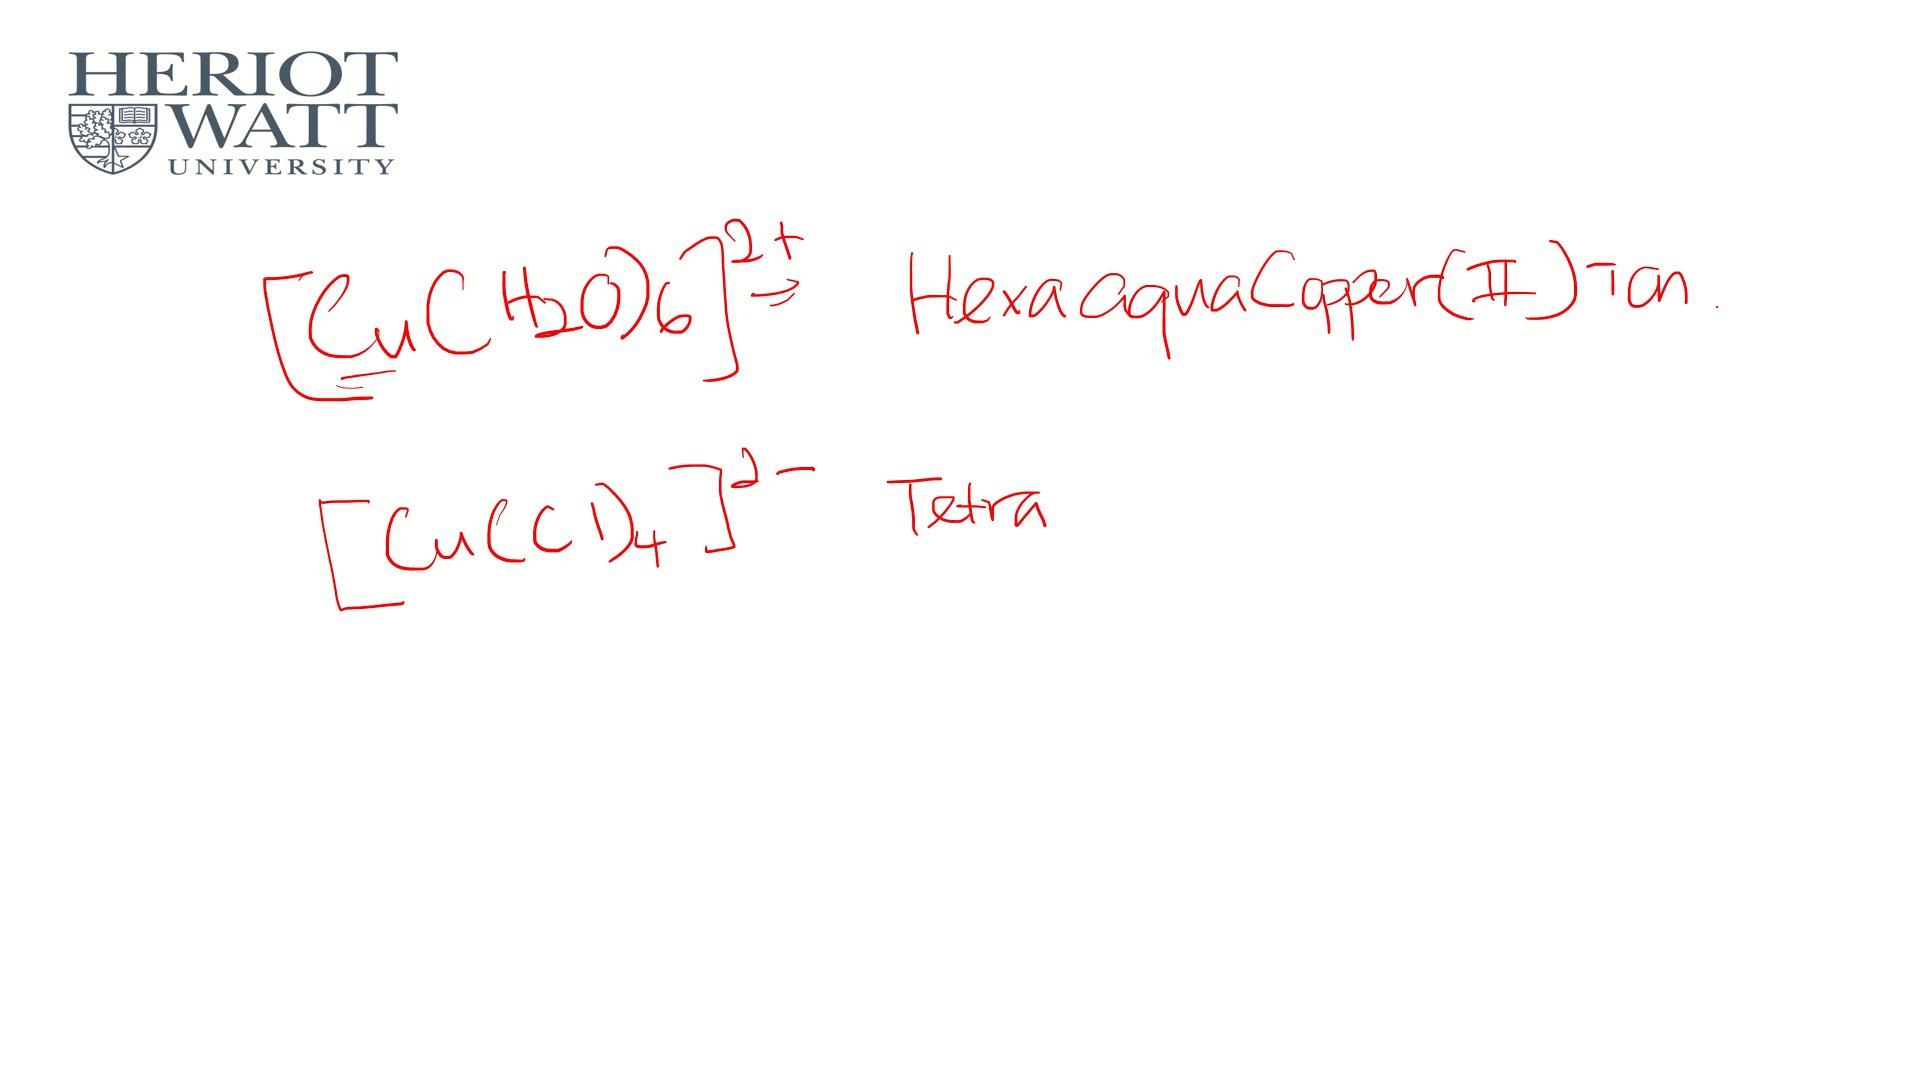 HERIOT
WATT
UNIVERSITY
[Cu(H2O)6]2+ Hexaaquacopper(II) Ion.
[Cu(Cl)4]2- Tetra